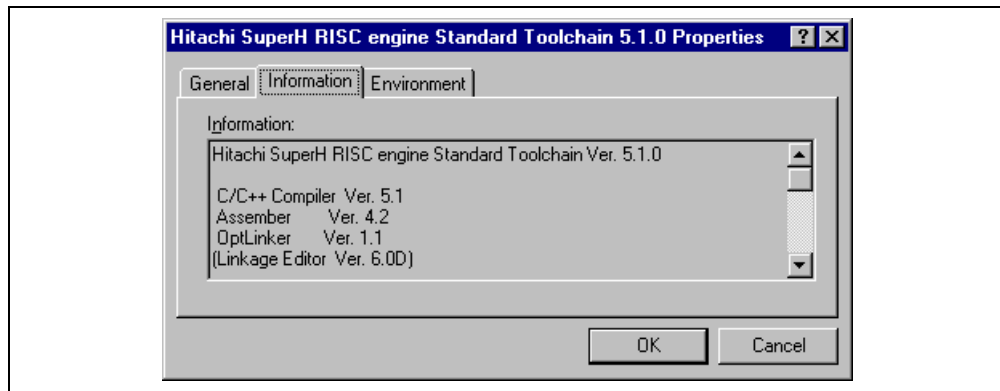 Hitachi SuperH RISC engine Standard Toolchain 5.1.0 Properties
General Information Environment
Information:
Hitachi SuperH RISC engine Standard Toolchain Ver. 5.1.0
C/C++ Compiler Ver. 5.1
Assember Ver. 4.2
OptLinker Ver. 1.1
(Linkage Editor Ver. 6.0D)
OK Cancel